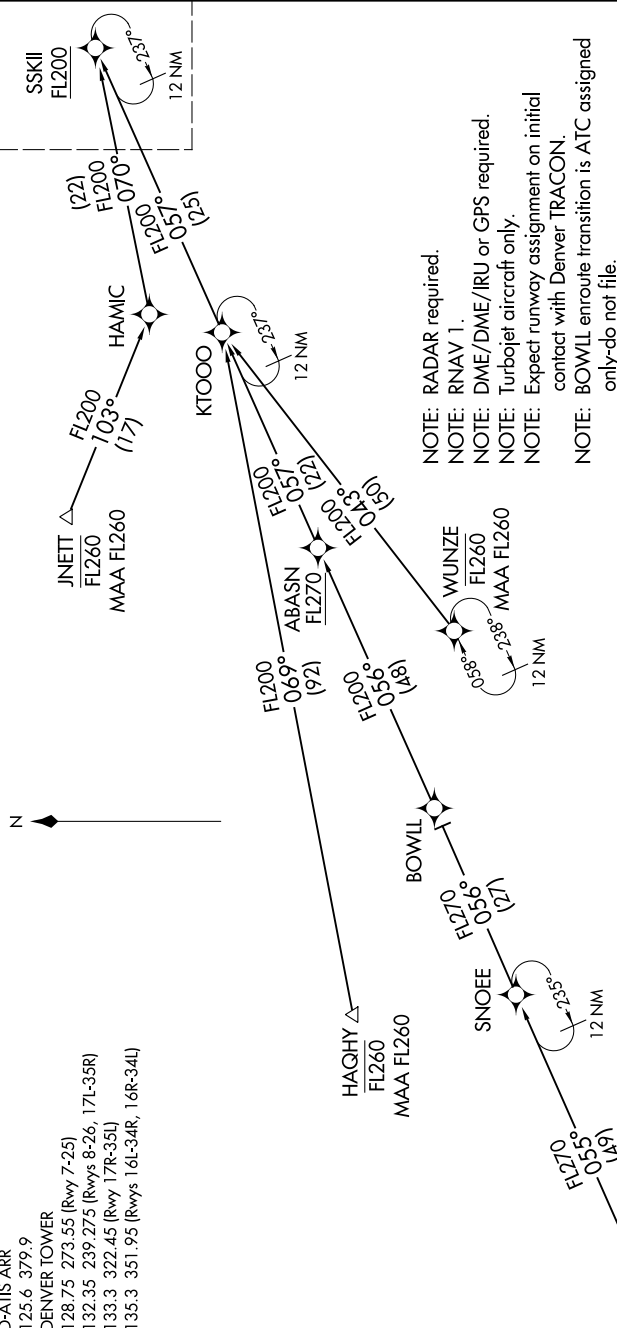 D-ATIS ARR
125.6 379.9
DENVER TOWER
128.75 273.55 (Rwy 7-25)
132.35 239.275 (Rwys 8-26, 17L-35R)
133.3 322.45 (Rwy 17R-35L)
135.3 351.95 (Rwys 16L-34R, 16R-34L)
N
SSKII
FL200
237°
12 NM
(22)
FL200
070°
FL200
057°
(25)
HAMIC
FL200
103°
(17)
JNETT
FL260
MAA FL260
KTOOO
237°
12 NM
FL200
057°
(22)
FL200
043°
(50)
FL200
069°
(92)
ABASN
FL270
WUNZE
FL260
MAA FL260
058°
238°
12 NM
FL200
056°
(48)
BOWLL
FL270
056°
(27)
HAQHY
FL260
MAA FL260
SNOEE
235°
12 NM
FL270
055°
(49)
NOTE: RADAR required.
NOTE: RNAV 1.
NOTE: DME/DME/IRU or GPS required.
NOTE: Turbojet aircraft only.
NOTE: Expect runway assignment on initial
contact with Denver TRACON.
NOTE: BOWLL enroute transition is ATC assigned
only-do not file.